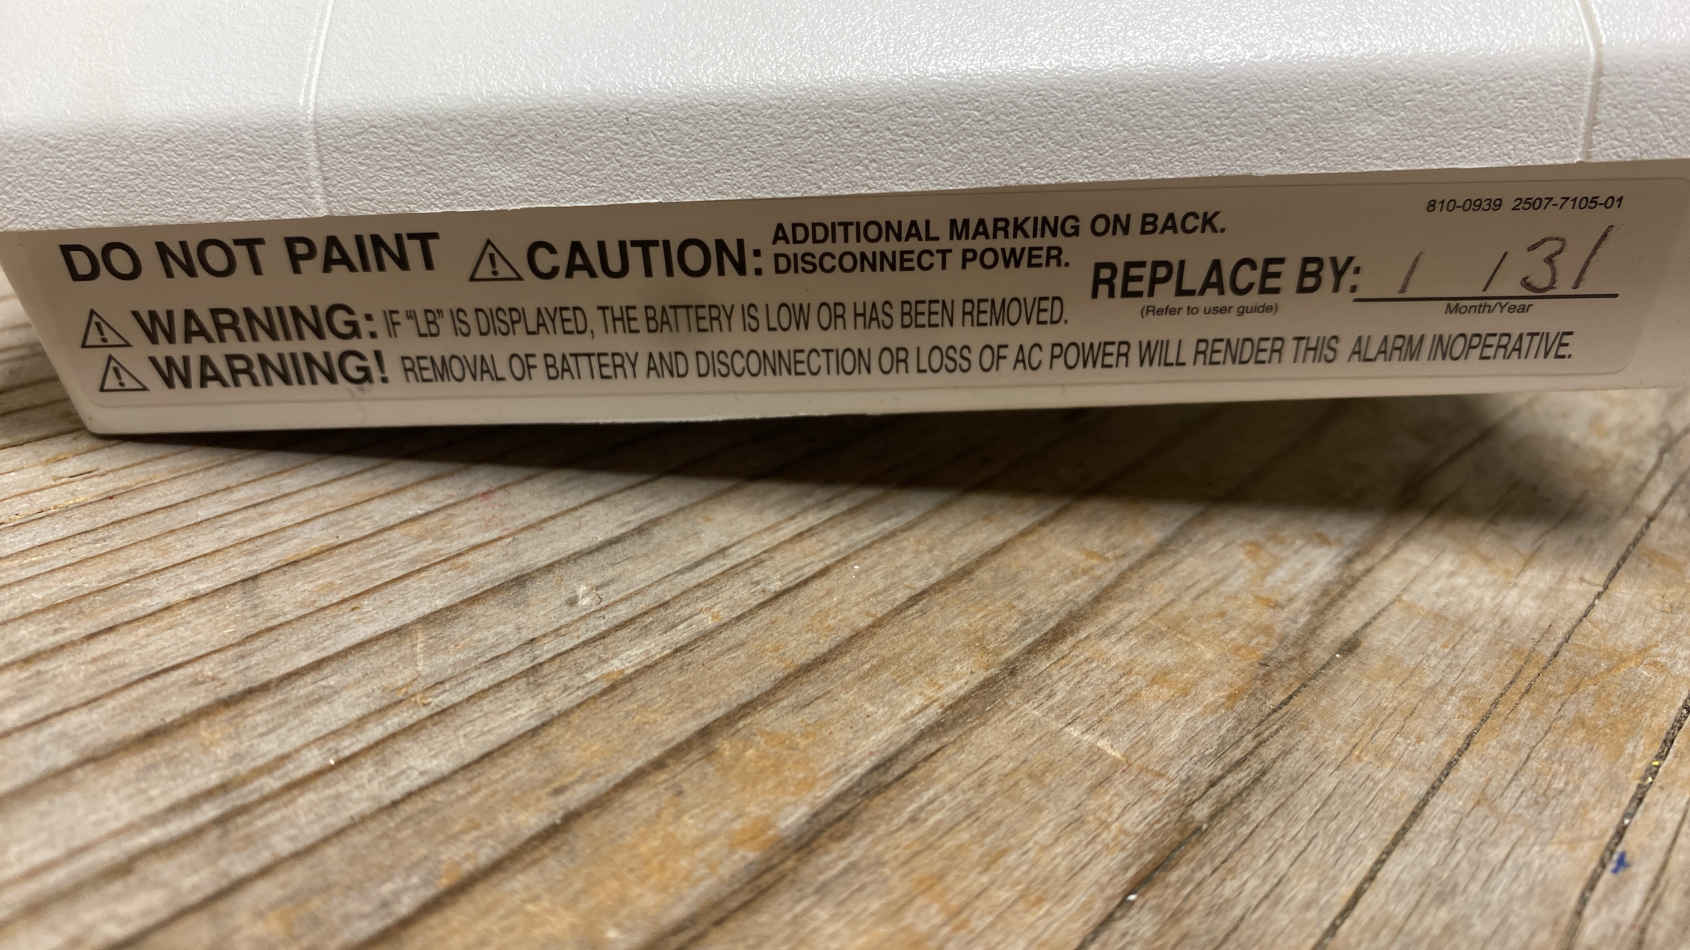 810-0939 2507-7105-01
DO NOT PAINT CAUTION: ADDITIONAL MARKING ON BACK.
DISCONNECT POWER.
REPLACE BY: 1 / 31
(Refer to user guide) Month/Year
WARNING: IF “LB” IS DISPLAYED, THE BATTERY IS LOW OR HAS BEEN REMOVED.
WARNING! REMOVAL OF BATTERY AND DISCONNECTION OR LOSS OF AC POWER WILL RENDER THIS ALARM INOPERATIVE.